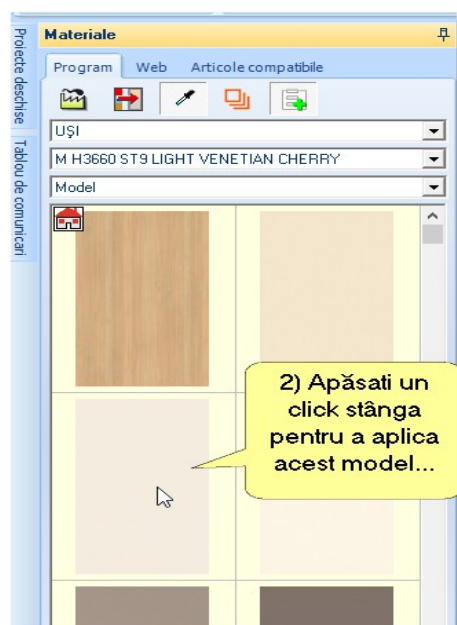 Proiecte deschise
Tablou de comunicari
Materiale
Program Web Articole compatibile
UŞI
M H3660 ST9 LIGHT VENETIAN CHERRY
Model
2) Apăsati un
click stânga
pentru a aplica
acest model...